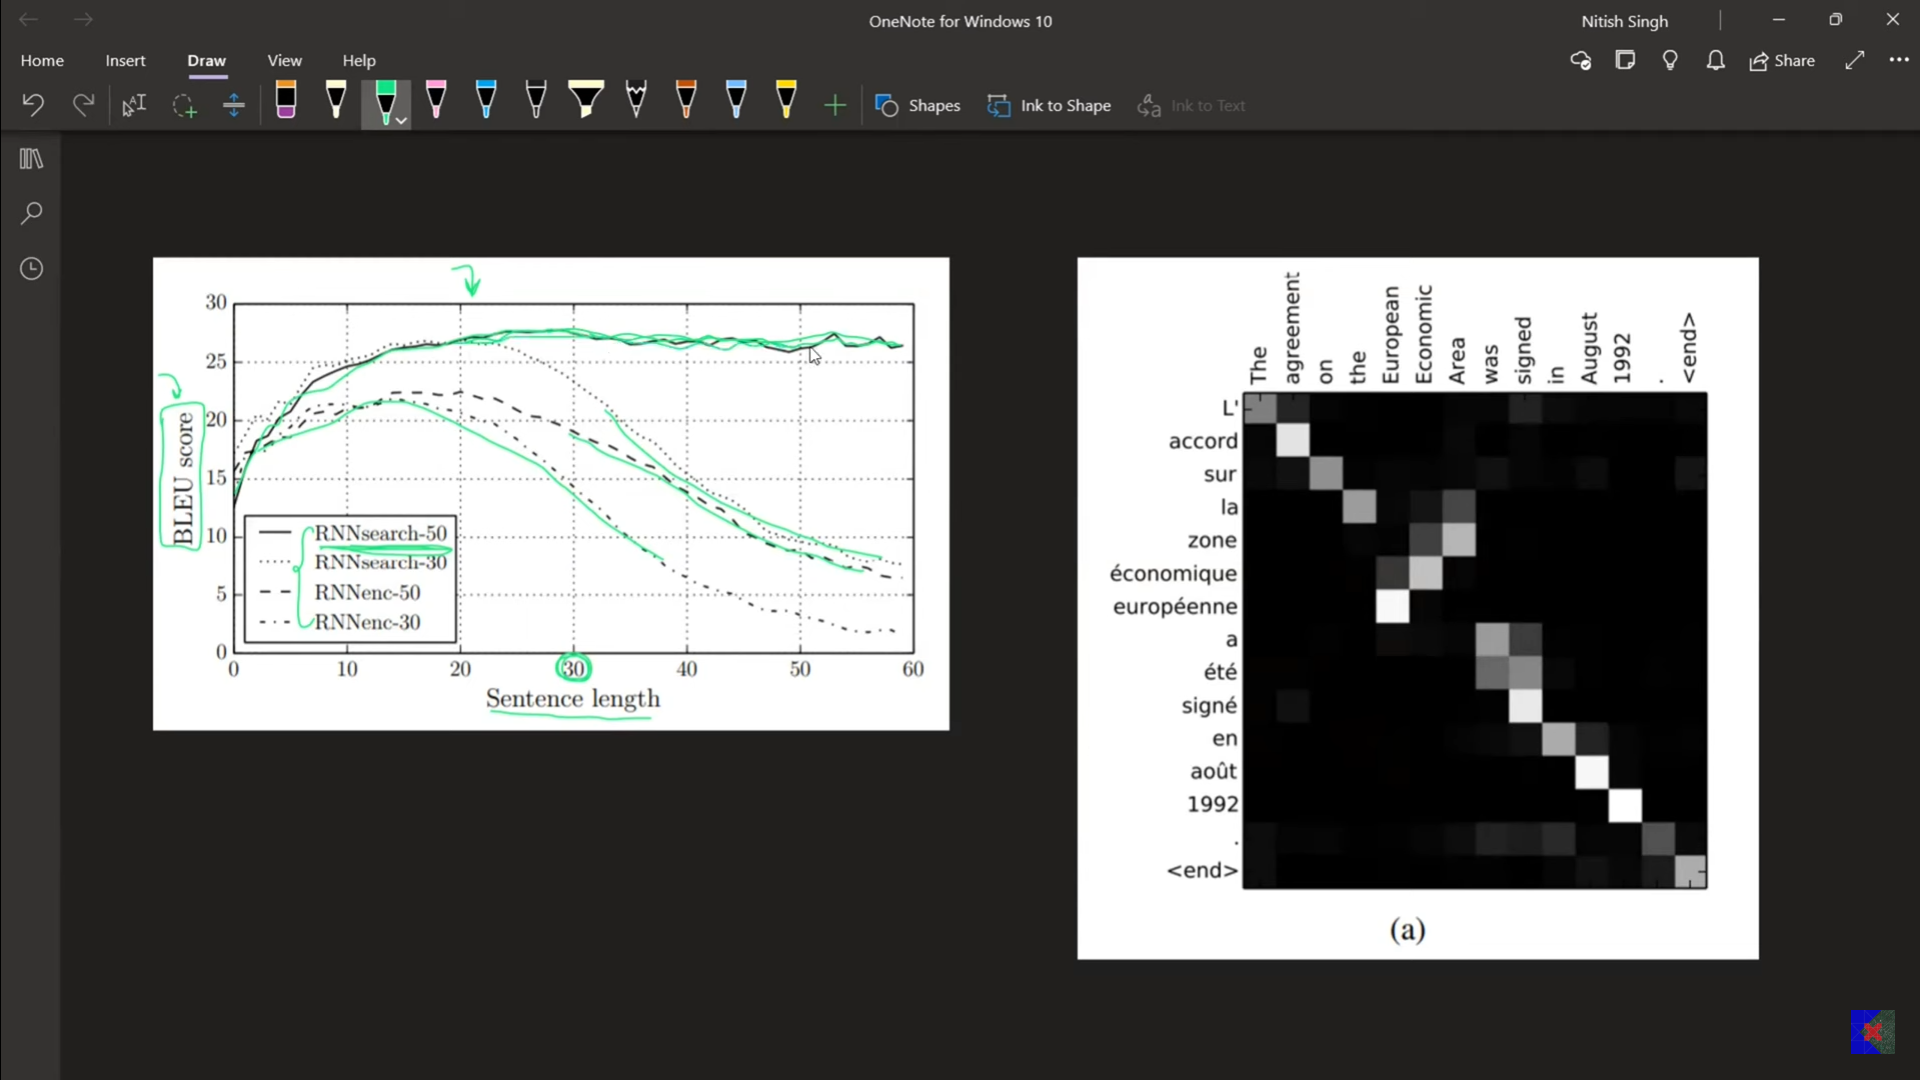 OneNote for Windows 10
Nitish Singh
Home Insert Draw View Help
Share
Shapes
Ink to Shape
Ink to Text
30
25
20
15
10
5
0
BLEU score
RNNsearch-50
RNNsearch-30
RNNenc-50
RNNenc-30
0 10 20 30 40 50 60
Sentence length
The agreement on the European Economic Area was signed in August 1992 . <end>
L'
accord
sur
la
zone
économique
européenne
a
été
signé
en
août
1992
.
<end>
(a)